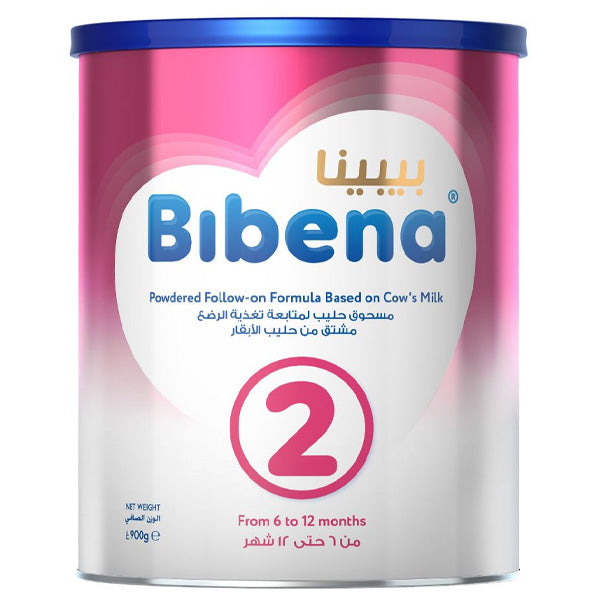 بيبينا
Bibena®
Powdered Follow-on Formula Based on Cow's Milk
مسحوق حليب لمتابعة تغذية الرضع
مشتق من حليب الأبقار
2
From 6 to 12 months
من ٦ حتى ١٢ شهر
NET WEIGHT
الوزن الصافي
900g ℮ غ